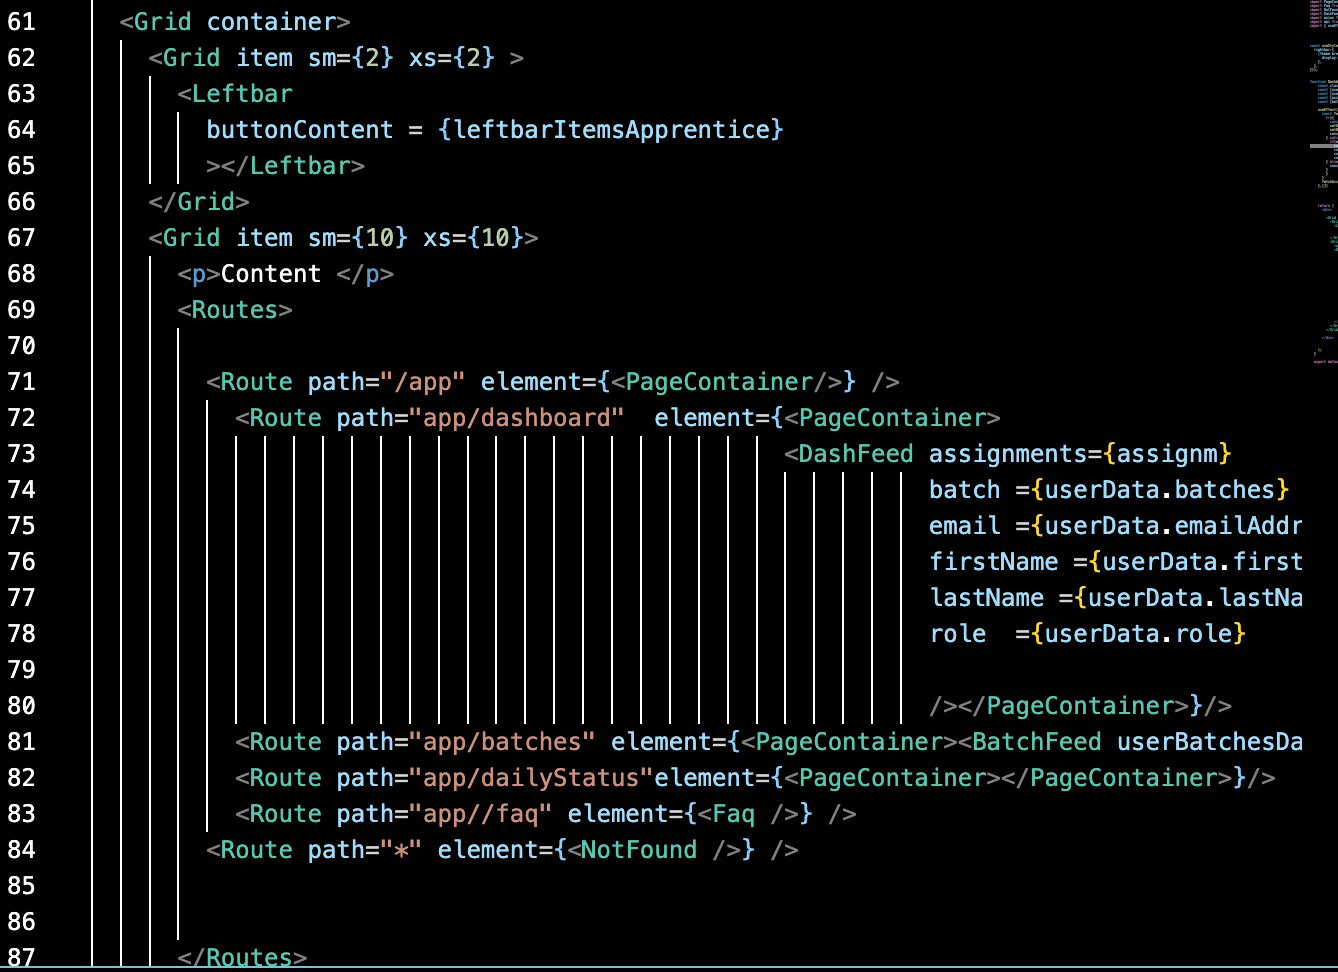 61 <Grid container>
62 <Grid item sm={2} xs={2} >
63 <Leftbar
64 buttonContent = {leftbarItemsApprentice}
65 ></Leftbar>
66 </Grid>
67 <Grid item sm={10} xs={10}>
68 <p>Content </p>
69 <Routes>
70
71 <Route path="/app" element={<PageContainer/>} />
72 <Route path="app/dashboard"  element={<PageContainer>
73 <DashFeed assignments={assignm}
74 batch ={userData.batches}
75 email ={userData.emailAddr
76 firstName ={userData.first
77 lastName ={userData.lastNa
78 role  ={userData.role}
79
80 /></PageContainer>}/>
81 <Route path="app/batches" element={<PageContainer><BatchFeed userBatchesDa
82 <Route path="app/dailyStatus"element={<PageContainer></PageContainer>}/>
83 <Route path="app//faq" element={<Faq />} />
84 <Route path="*" element={<NotFound />} />
85
86
87 </Routes>